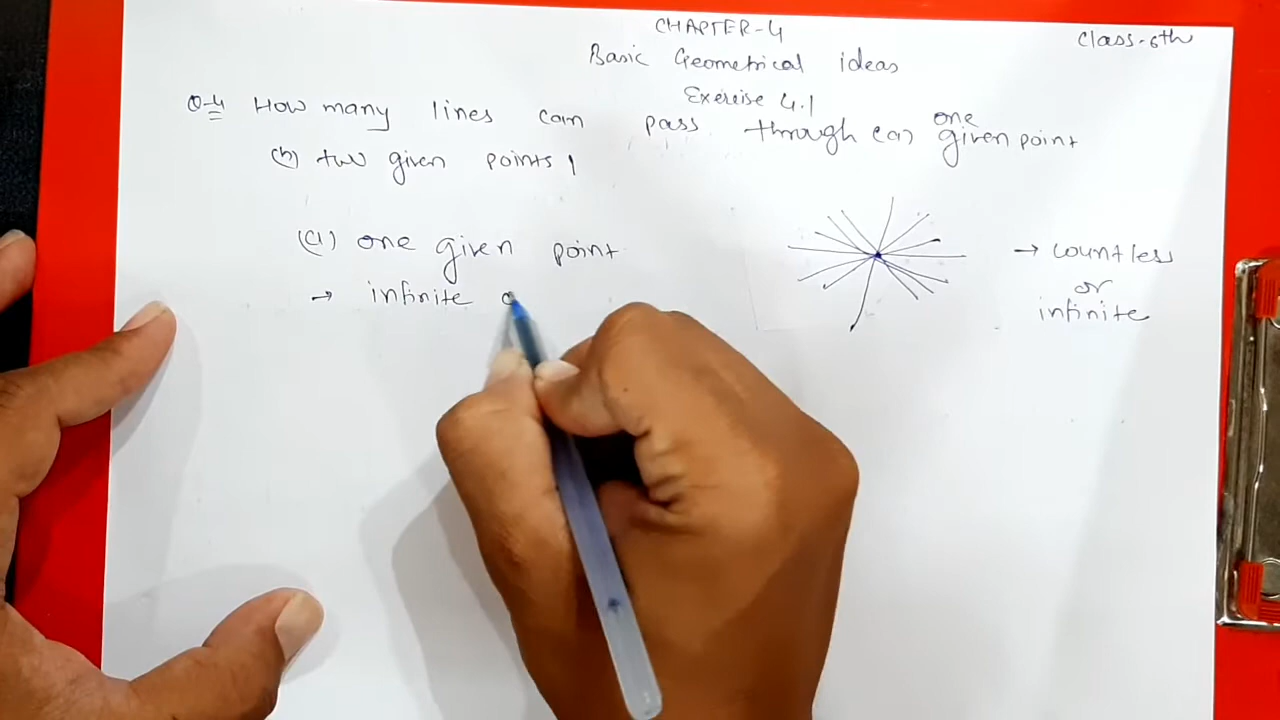 CHAPTER-4
Class-6th
Basic Geometrical ideas
Exercise 4.1
Q-4 How many lines can pass through (a) one given point
(b) two given points
(a) one given point
→ infinite
→ countless
or
infinite